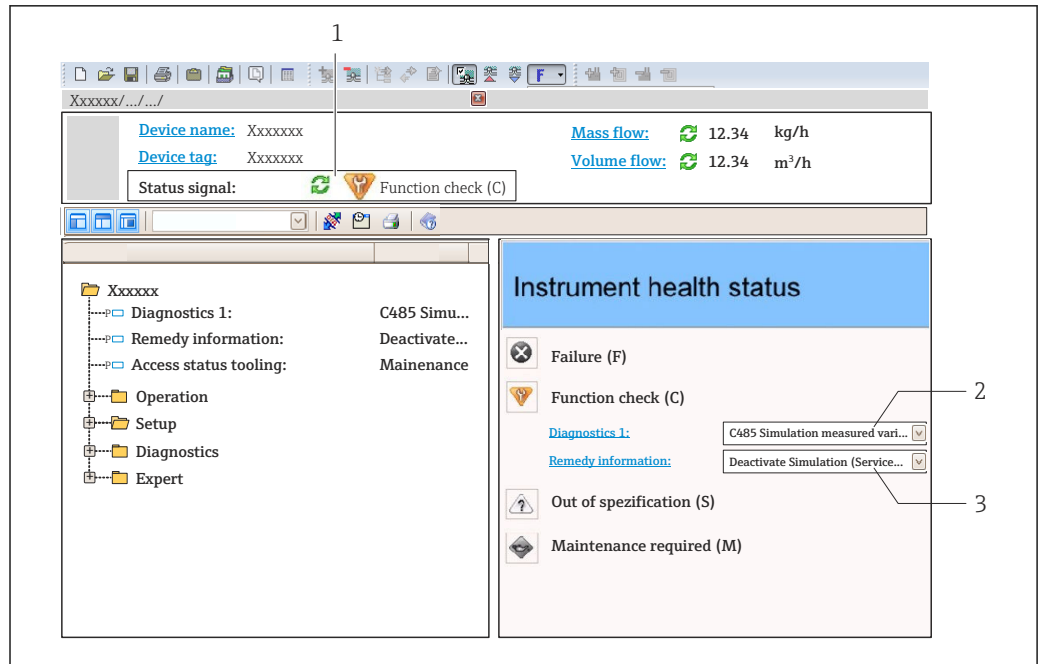 1
F
Xxxxxx/.../.../
Device name: Xxxxxxx
Mass flow: 12.34 kg/h
Device tag: Xxxxxxx
Volume flow: 12.34 m³/h
Status signal: Function check (C)
Xxxxxx
Diagnostics 1: C485 Simu...
Remedy information: Deactivate...
Access status tooling: Mainenance
Operation
Setup
Diagnostics
Expert
Instrument health status
Failure (F)
Function check (C)
2
Diagnostics 1: C485 Simulation measured vari...
Remedy information: Deactivate Simulation (Service...
Out of spezification (S)
3
Maintenance required (M)